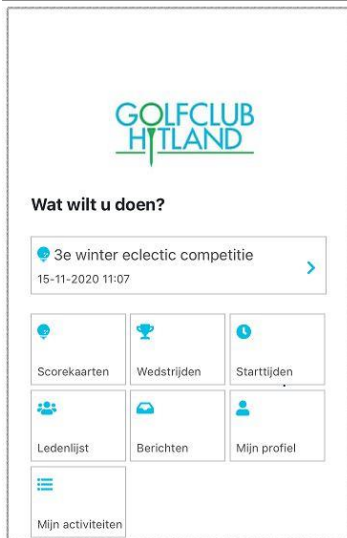 GOLFCLUB
HITLAND
Wat wilt u doen?
3e winter eclectic competitie
15-11-2020 11:07
Scorekaarten Wedstrijden Starttijden
Ledenlijst Berichten Mijn profiel
Mijn activiteiten